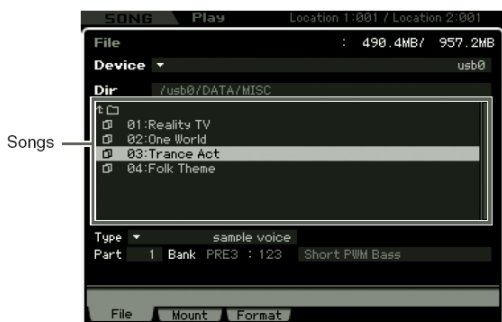 SONG Play Location 1:001 / Location 2:001
File : 490.4MB/ 957.2MB
Device usb0
Dir /usb0/DATA/MISC
01:Reality TV
02:One World
Songs
03:Trance Act
04:Folk Theme
Type sample voice
Part 1 Bank PRE3 : 123 Short PWM Bass
File Mount Format